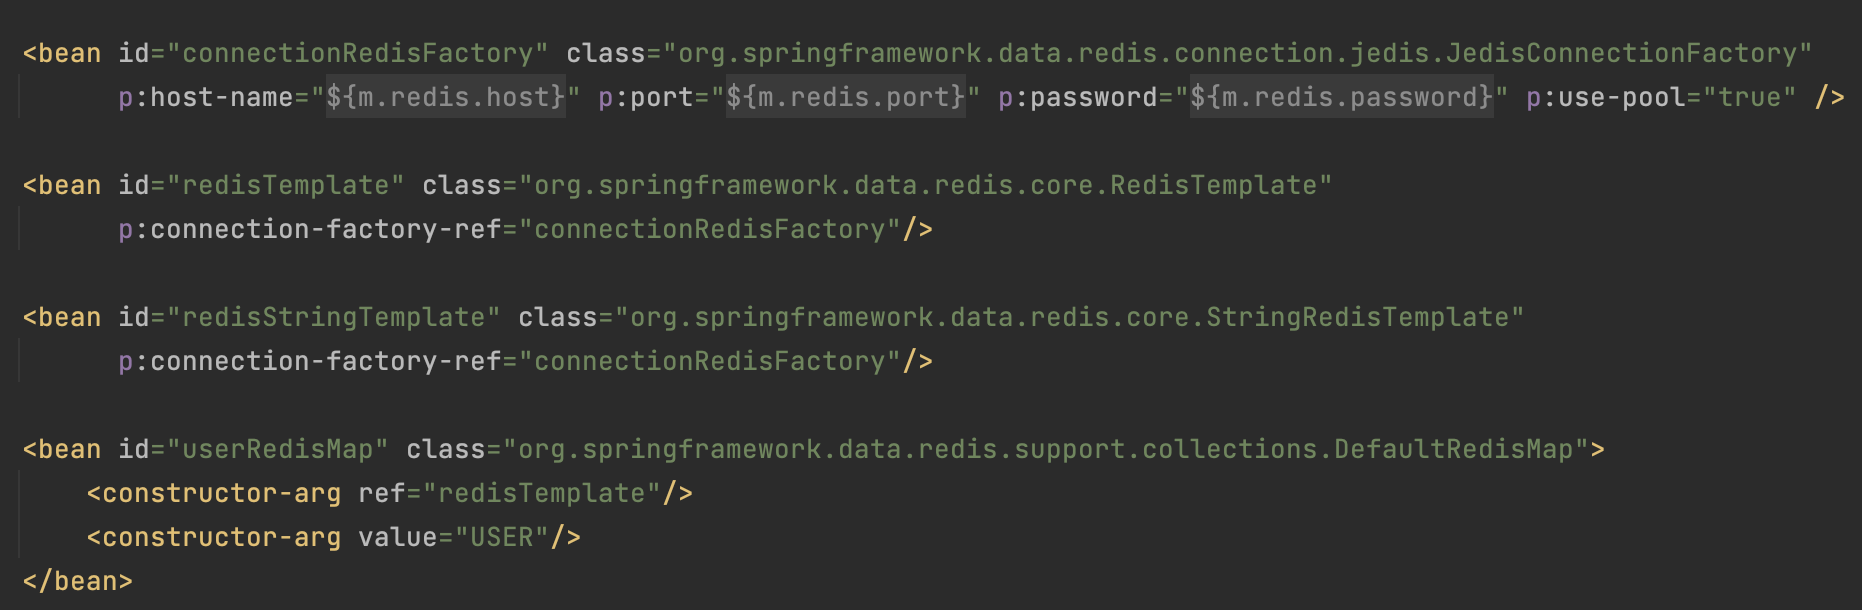 <bean id="connectionRedisFactory" class="org.springframework.data.redis.connection.jedis.JedisConnectionFactory"
      p:host-name="${m.redis.host}" p:port="${m.redis.port}" p:password="${m.redis.password}" p:use-pool="true" />
<bean id="redisTemplate" class="org.springframework.data.redis.core.RedisTemplate"
      p:connection-factory-ref="connectionRedisFactory"/>
<bean id="redisStringTemplate" class="org.springframework.data.redis.core.StringRedisTemplate"
      p:connection-factory-ref="connectionRedisFactory"/>
<bean id="userRedisMap" class="org.springframework.data.redis.support.collections.DefaultRedisMap">
    <constructor-arg ref="redisTemplate"/>
    <constructor-arg value="USER"/>
</bean>